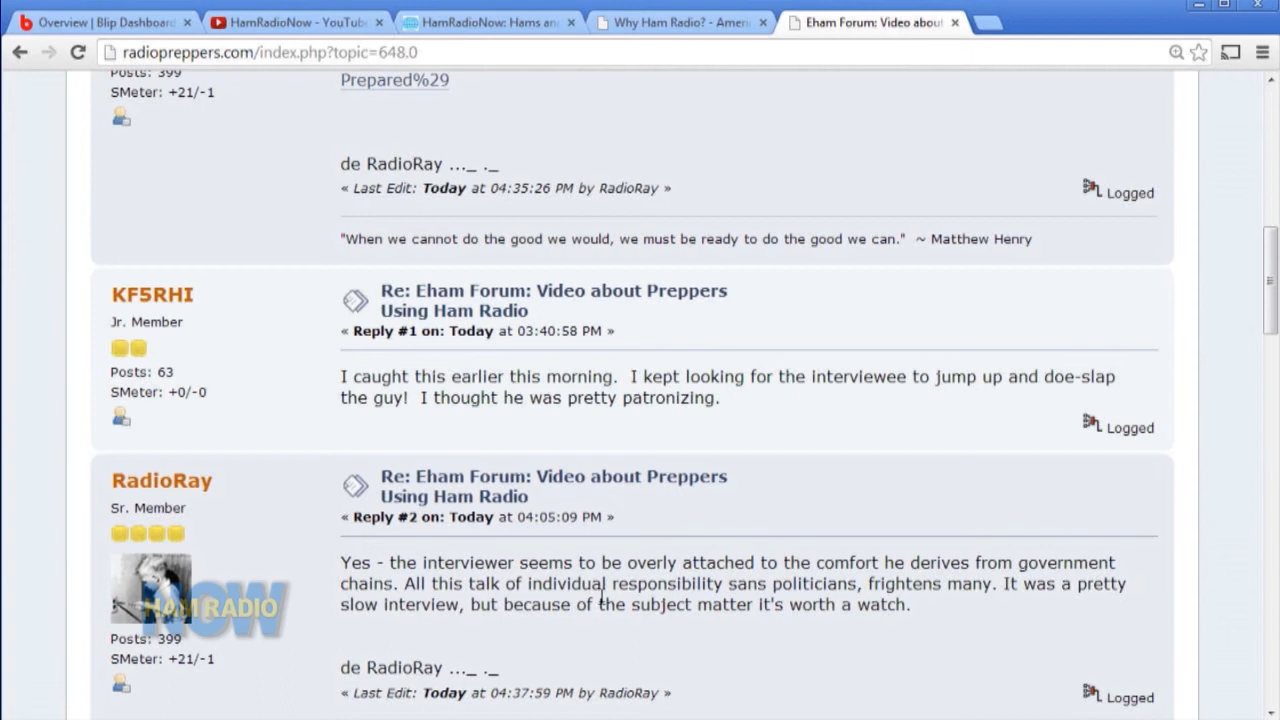 Overview | Blip Dashboard
HamRadioNow - YouTube
HamRadioNow: Hams an
Why Ham Radio? - Amer
Eham Forum: Video abou
radiopreppers.com/index.php?topic=648.0
Posts: 399
SMeter: +21/-1
Prepared%29
de RadioRay ..._ ._
« Last Edit: Today at 04:35:26 PM by RadioRay »
Logged
"When we cannot do the good we would, we must be ready to do the good we can."  ~ Matthew Henry
KF5RHI
Jr. Member
Posts: 63
SMeter: +0/-0
Re: Eham Forum: Video about Preppers
Using Ham Radio
« Reply #1 on: Today at 03:40:58 PM »
I caught this earlier this morning.  I kept looking for the interviewee to jump up and doe-slap
the guy!  I thought he was pretty patronizing.
Logged
RadioRay
Sr. Member
HAM RADIO
NOW
Posts: 399
SMeter: +21/-1
Re: Eham Forum: Video about Preppers
Using Ham Radio
« Reply #2 on: Today at 04:05:09 PM »
Yes - the interviewer seems to be overly attached to the comfort he derives from government
chains. All this talk of individual responsibility sans politicians, frightens many. It was a pretty
slow interview, but because of the subject matter it's worth a watch.
de RadioRay ..._ ._
« Last Edit: Today at 04:37:59 PM by RadioRay »
Logged